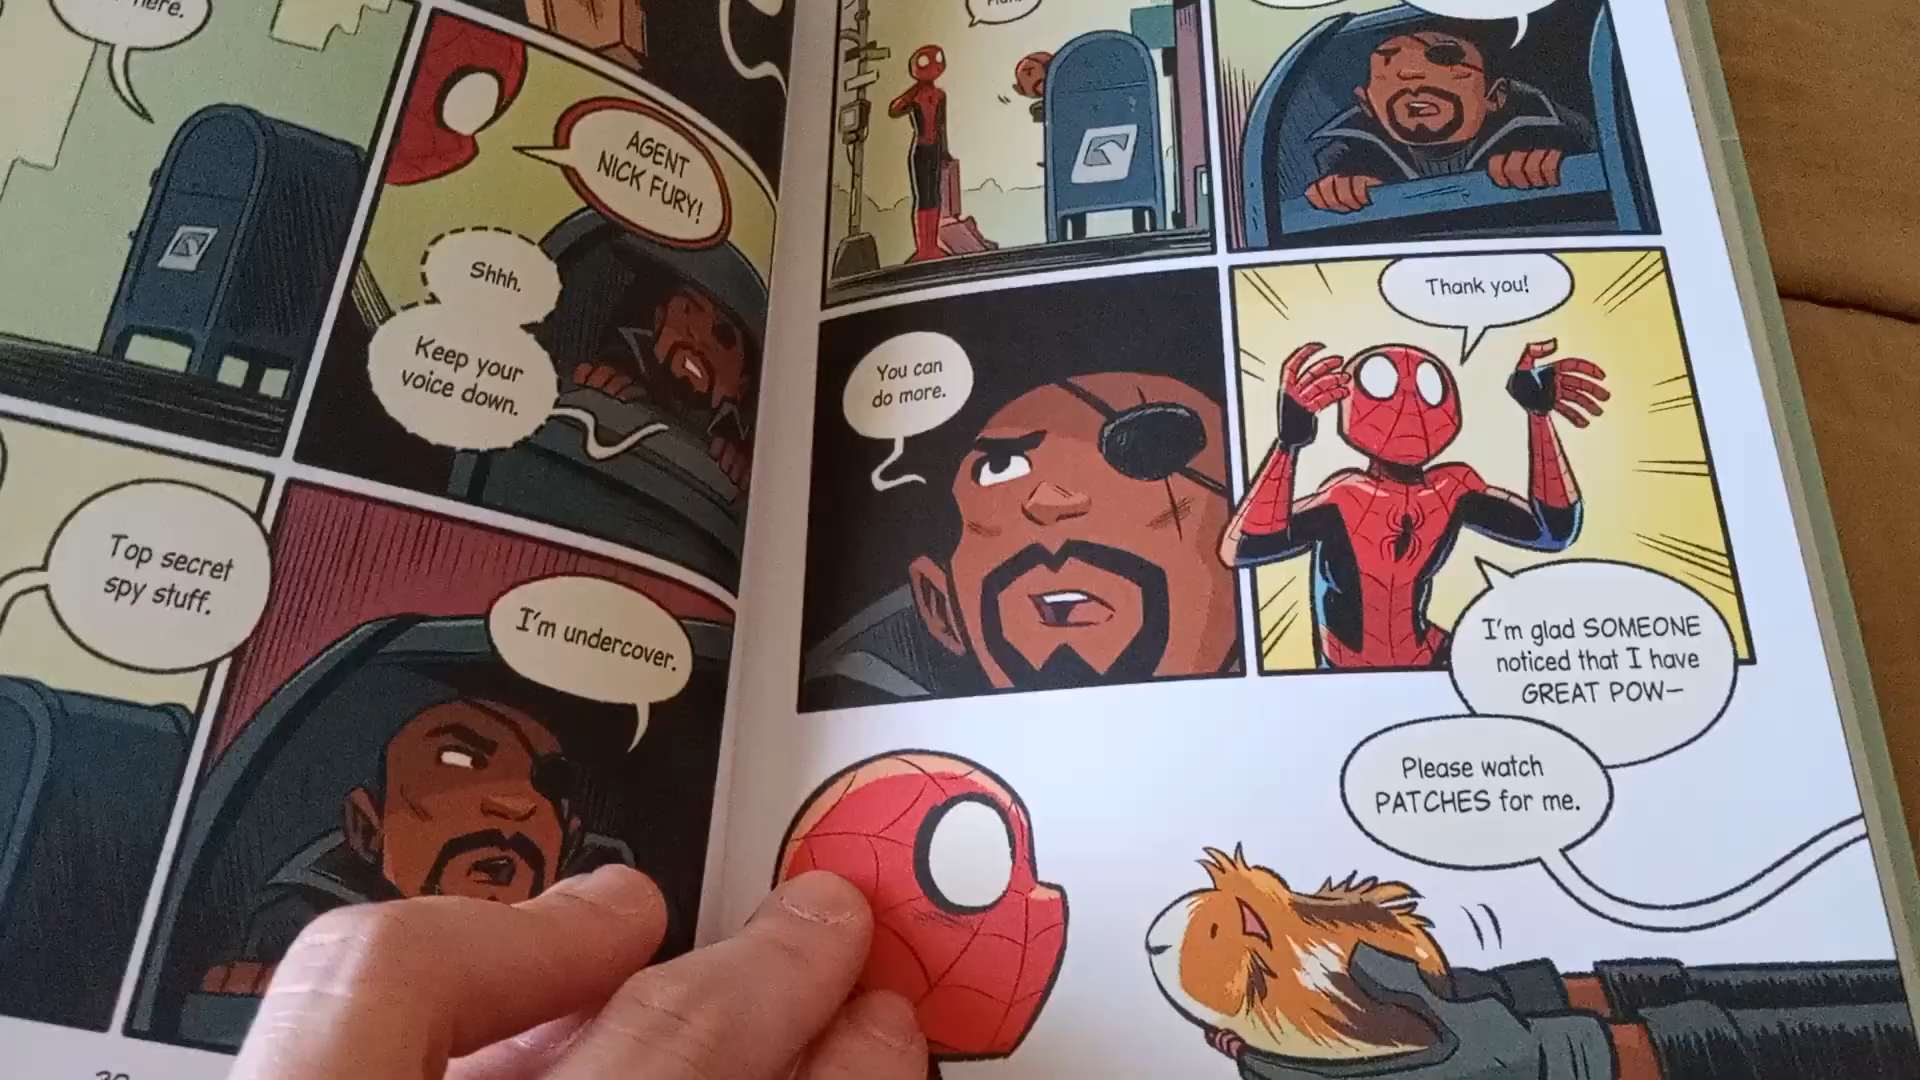 here.
AGENT
NICK FURY!
Shhh.
Keep your
voice down.
Top secret
spy stuff.
I'm undercover.
You can
do more.
Thank you!
I'm glad SOMEONE
noticed that I have
GREAT POW—
Please watch
PATCHES for me.